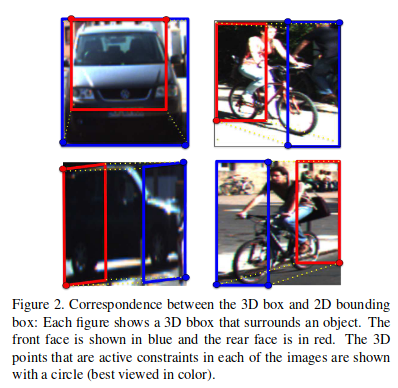 Figure 2. Correspondence between the 3D box and 2D bounding
box: Each figure shows a 3D bbox that surrounds an object. The
front face is shown in blue and the rear face is in red. The 3D
points that are active constraints in each of the images are shown
with a circle (best viewed in color).